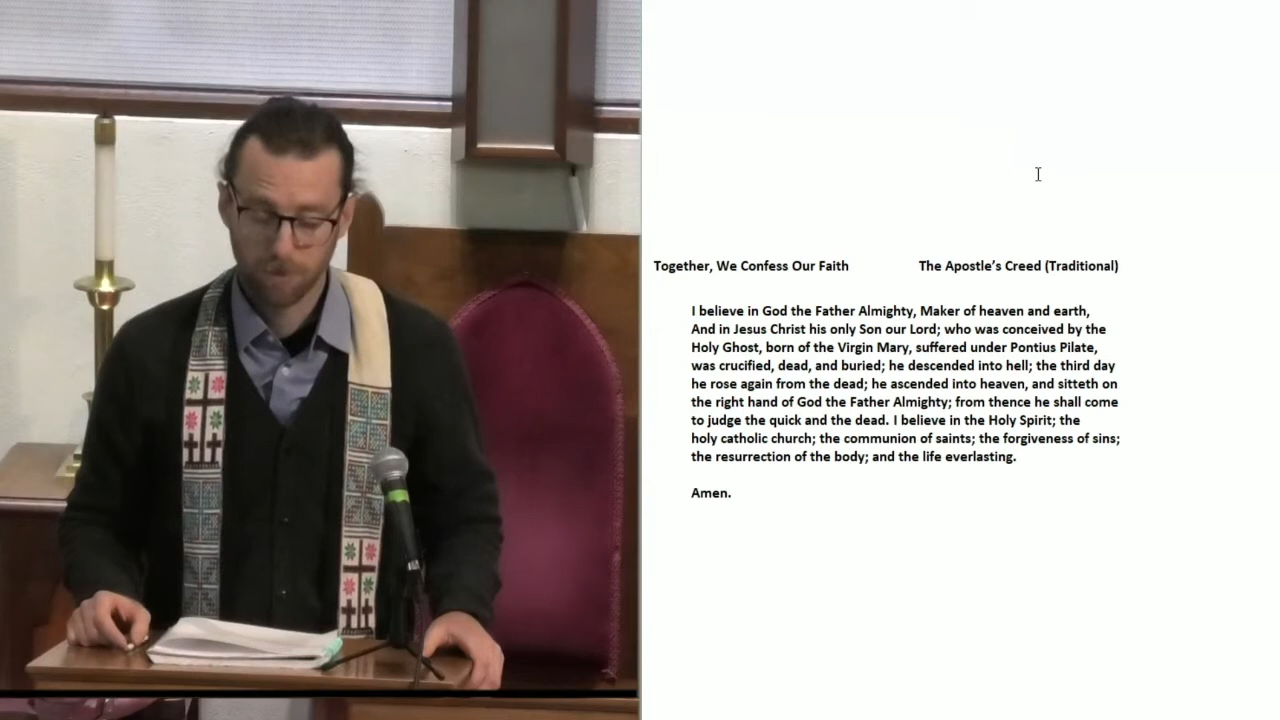 Together, We Confess Our Faith The Apostle’s Creed (Traditional)
I believe in God the Father Almighty, Maker of heaven and earth,
And in Jesus Christ his only Son our Lord; who was conceived by the
Holy Ghost, born of the Virgin Mary, suffered under Pontius Pilate,
was crucified, dead, and buried; he descended into hell; the third day
he rose again from the dead; he ascended into heaven, and sitteth on
the right hand of God the Father Almighty; from thence he shall come
to judge the quick and the dead. I believe in the Holy Spirit; the
holy catholic church; the communion of saints; the forgiveness of sins;
the resurrection of the body; and the life everlasting.
Amen.